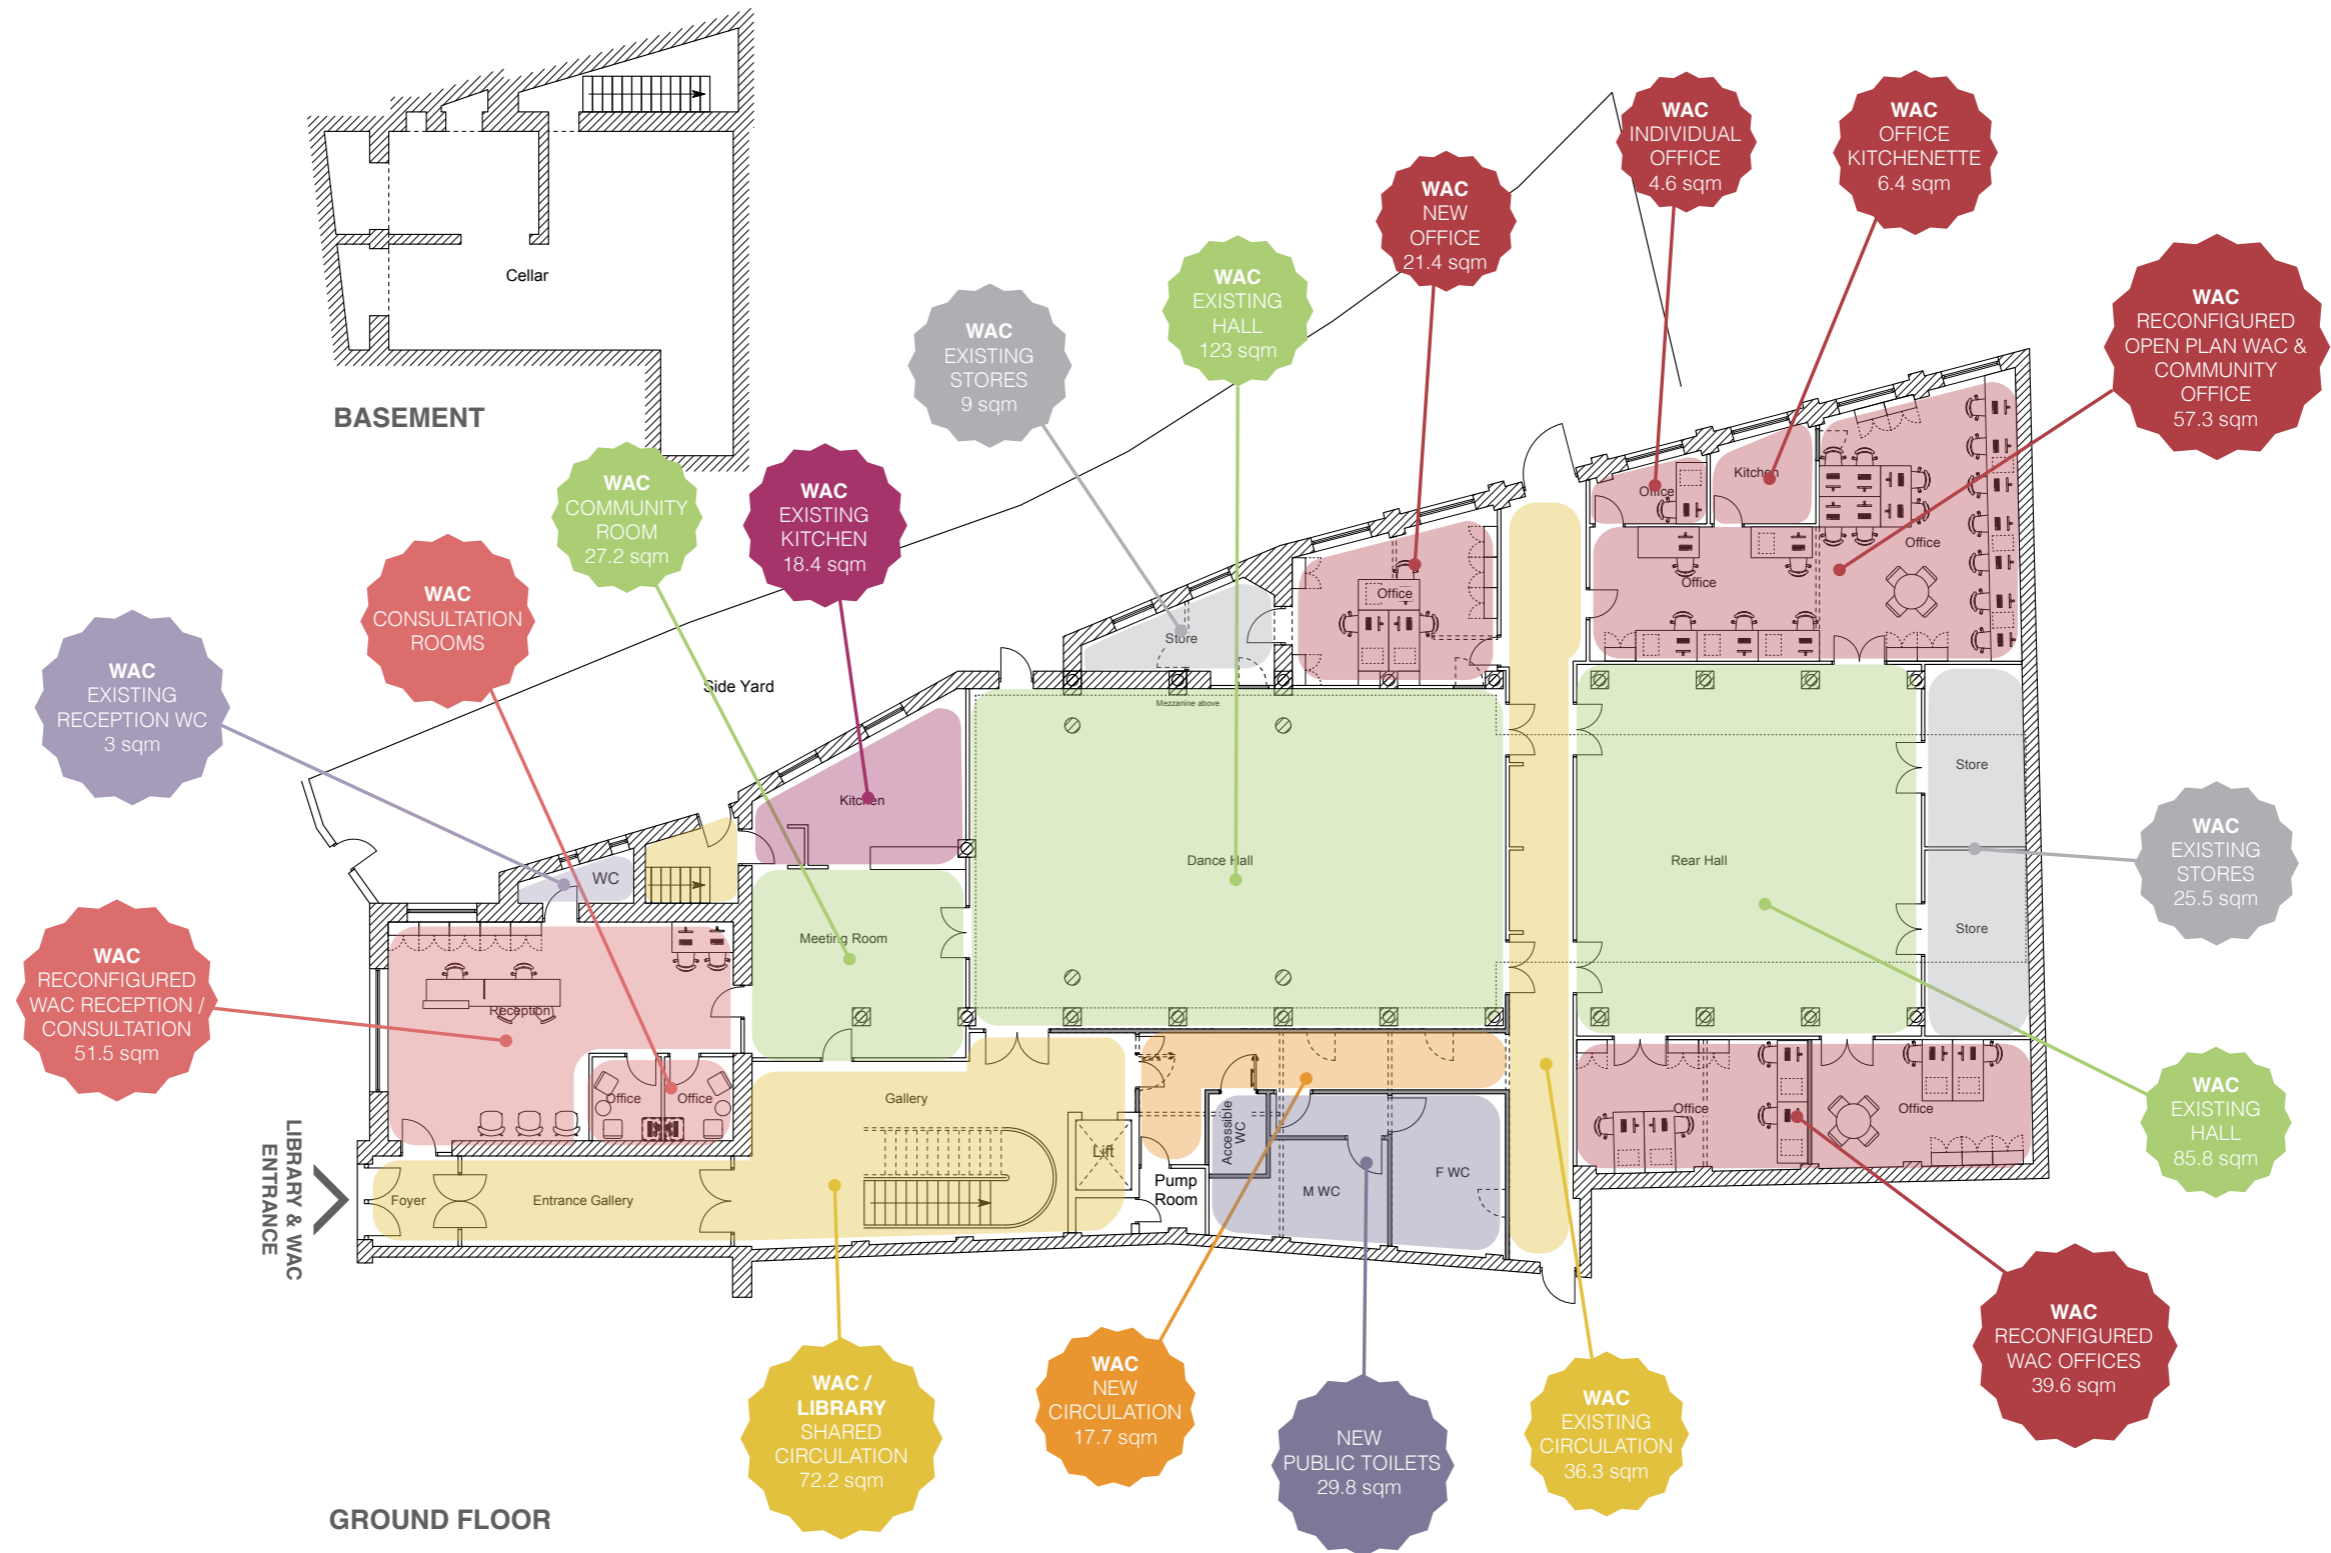 WAC
INDIVIDUAL
OFFICE
4.6 sqm
WAC
OFFICE
KITCHENETTE
6.4 sqm
WAC
NEW
OFFICE
21.4 sqm
WAC
RECONFIGURED
OPEN PLAN WAC &
COMMUNITY
OFFICE
57.3 sqm
WAC
EXISTING
HALL
123 sqm
WAC
EXISTING
STORES
9 sqm
Cellar
BASEMENT
WAC
COMMUNITY
ROOM
27.2 sqm
WAC
EXISTING
KITCHEN
18.4 sqm
WAC
CONSULTATION
ROOMS
WAC
EXISTING
RECEPTION WC
3 sqm
Side Yard
Kitchen
Office
Office
Office
Office
Store
Mezzanine above
Kitchen
Store
Dance Hall
Rear Hall
WC
Meeting Room
Store
WAC
EXISTING
STORES
25.5 sqm
WAC
RECONFIGURED
WAC RECEPTION /
CONSULTATION
51.5 sqm
Reception
Office
Office
Gallery
Lift
Accessible
WC
Office
Office
WAC
EXISTING
HALL
85.8 sqm
LIBRARY & WAC
ENTRANCE
Foyer
Entrance Gallery
Pump
Room
M WC
F WC
WAC
RECONFIGURED
WAC OFFICES
39.6 sqm
WAC /
LIBRARY
SHARED
CIRCULATION
72.2 sqm
WAC
NEW
CIRCULATION
17.7 sqm
NEW
PUBLIC TOILETS
29.8 sqm
WAC
EXISTING
CIRCULATION
36.3 sqm
GROUND FLOOR